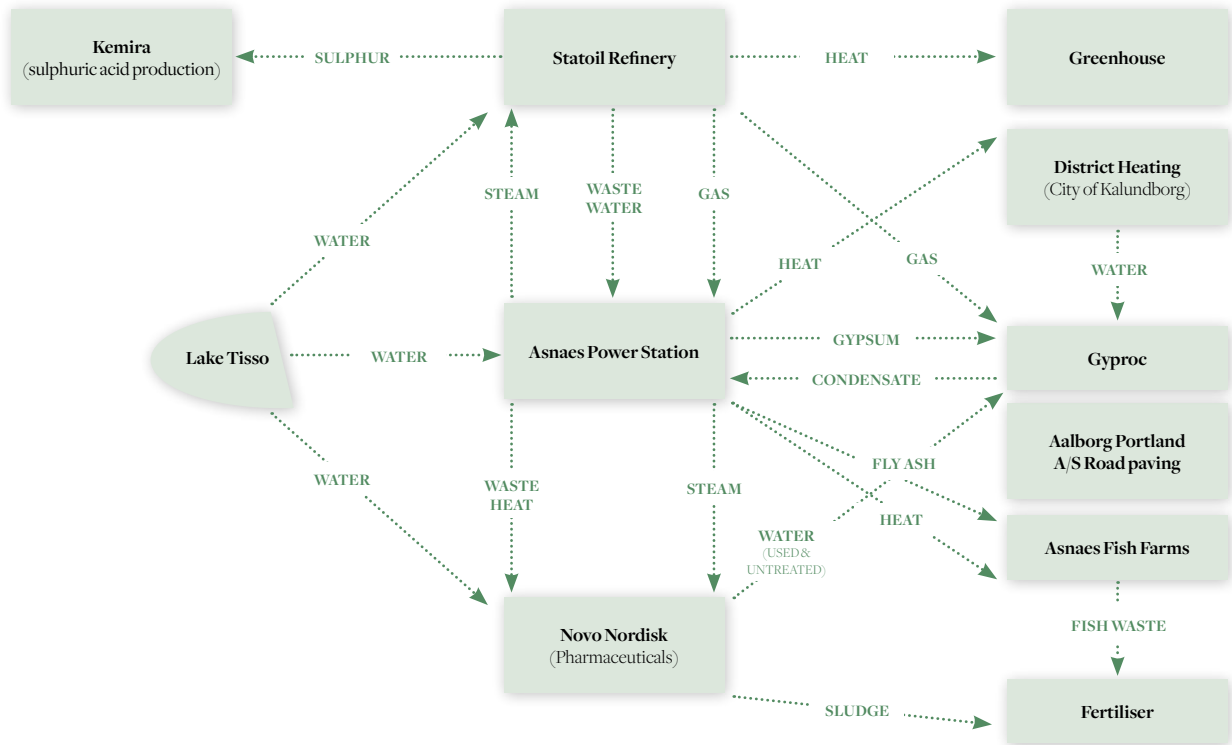 Kemira
(sulphuric acid production)
SULPHUR
Statoil Refinery
HEAT
Greenhouse
District Heating
(City of Kalundborg)
STEAM
WASTE
WATER
GAS
WATER
HEAT
GAS
WATER
Lake Tisso
WATER
Asnaes Power Station
GYPSUM
CONDENSATE
Gyproc
Aalborg Portland
A/S Road paving
WATER
WASTE
HEAT
STEAM
FLY ASH
HEAT
WATER
(USED &
UNTREATED)
Asnaes Fish Farms
FISH WASTE
Novo Nordisk
(Pharmaceuticals)
SLUDGE
Fertiliser